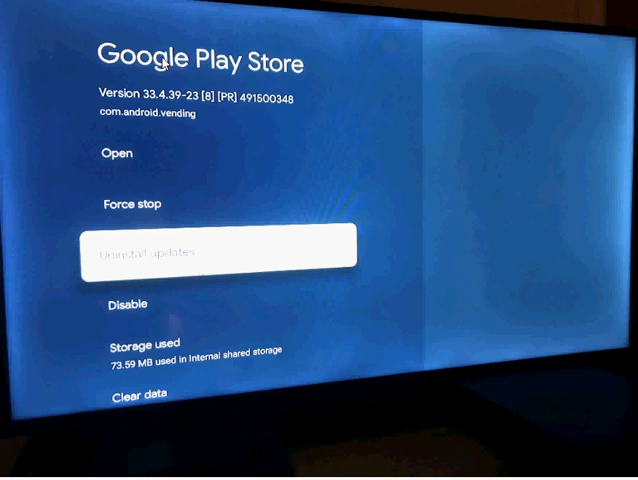 Google Play Store
Version 33.4.39-23 [8] [PR] 491500348
com.android.vending
Open
Force stop
Uninstall updates
Disable
Storage used
73.59 MB used in Internal shared storage
Clear data